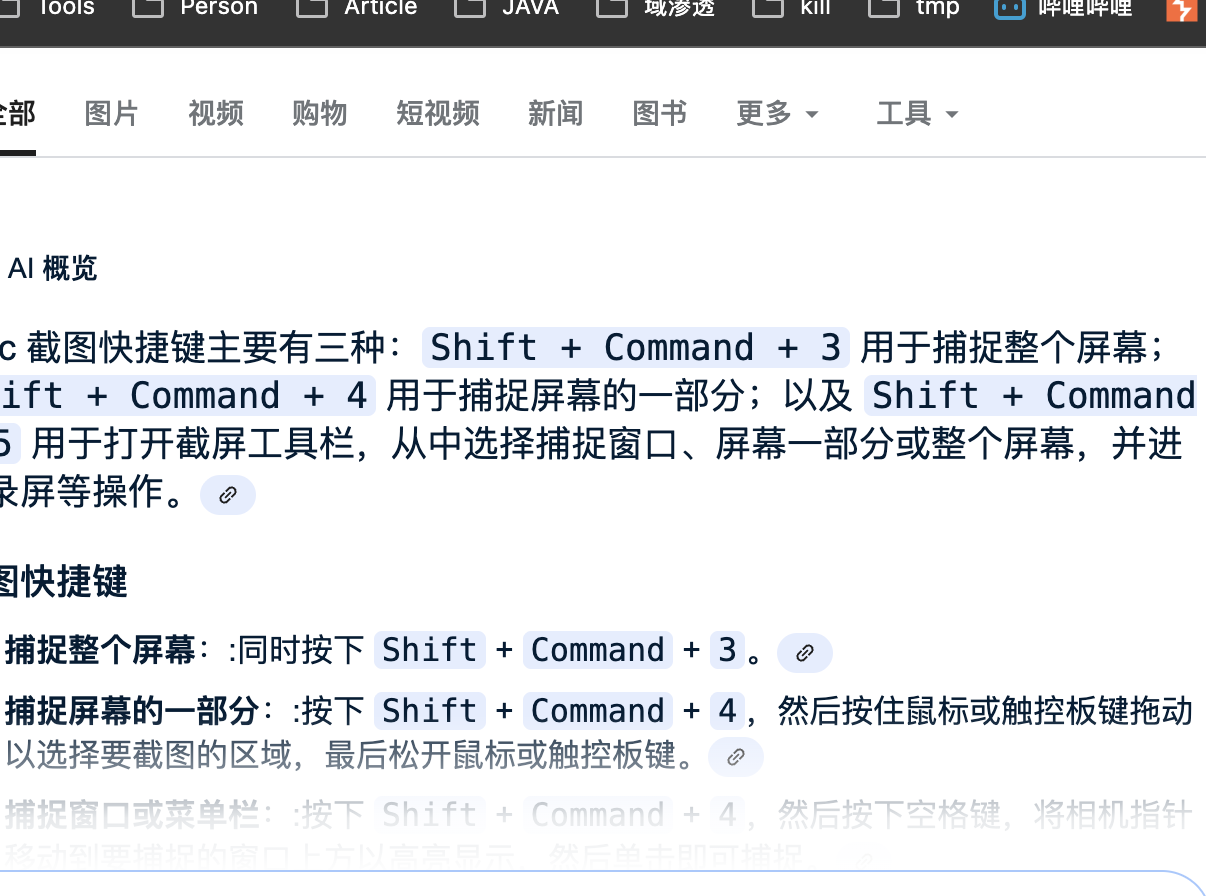 Tools Person Article JAVA 域渗透 kill tmp 哔哩哔哩
全部 图片 视频 购物 短视频 新闻 图书 更多 工具
AI 概览
c 截图快捷键主要有三种：Shift + Command + 3 用于捕捉整个屏幕；
ift + Command + 4 用于捕捉屏幕的一部分；以及 Shift + Command
5 用于打开截屏工具栏，从中选择捕捉窗口、屏幕一部分或整个屏幕，并进
录屏等操作。
图快捷键
捕捉整个屏幕：:同时按下 Shift + Command + 3 。
捕捉屏幕的一部分：:按下 Shift + Command + 4 ，然后按住鼠标或触控板键拖动
以选择要截图的区域，最后松开鼠标或触控板键。
捕捉窗口或菜单栏：:按下 Shift + Command + 4 ，然后按下空格键，将相机指针
移动到要捕捉的窗口上方以高亮显示，然后单击即可捕捉。